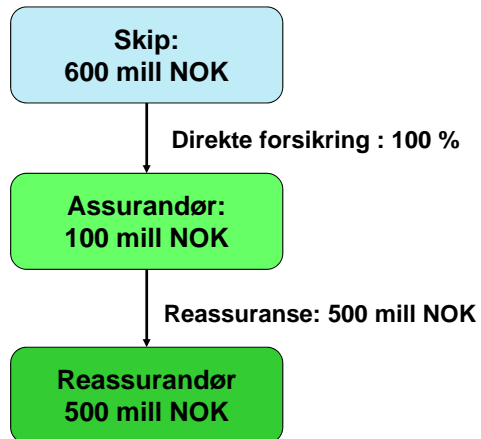 Skip:
600 mill NOK
Direkte forsikring : 100 %
Assurandør:
100 mill NOK
Reassuranse: 500 mill NOK
Reassurandør
500 mill NOK